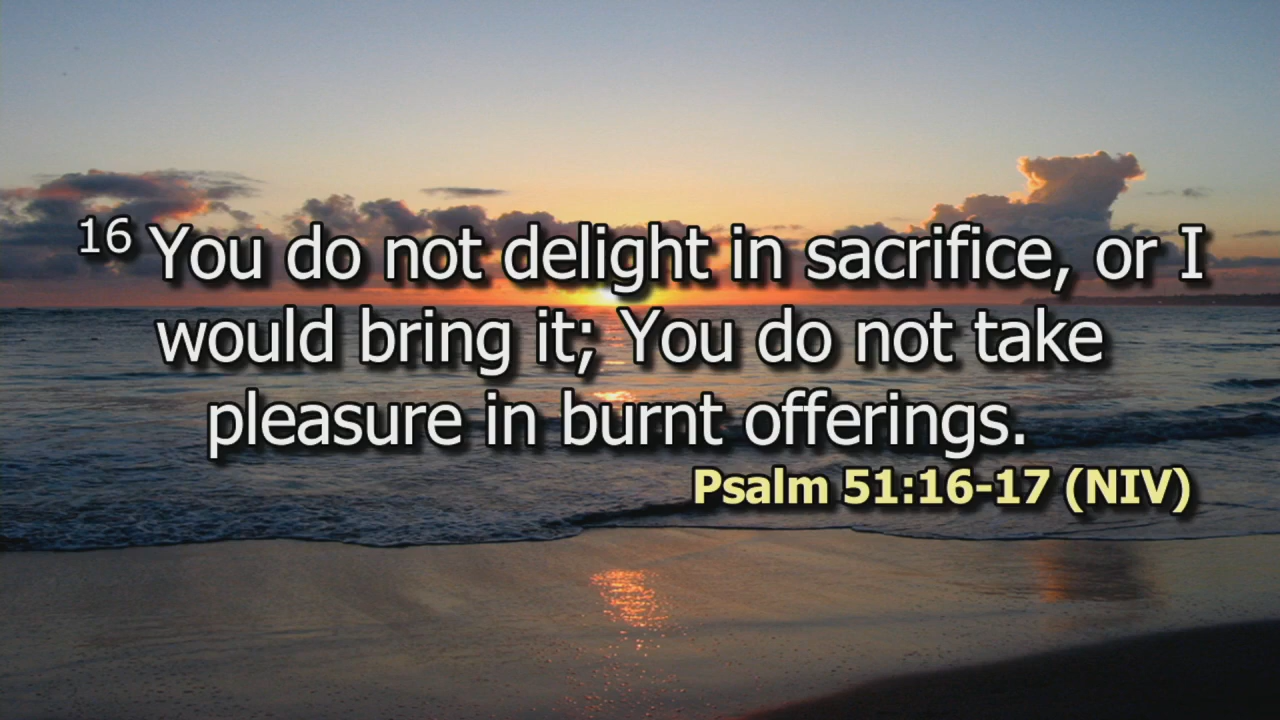 16 You do not delight in sacrifice, or I
would bring it; You do not take
pleasure in burnt offerings.
Psalm 51:16-17 (NIV)